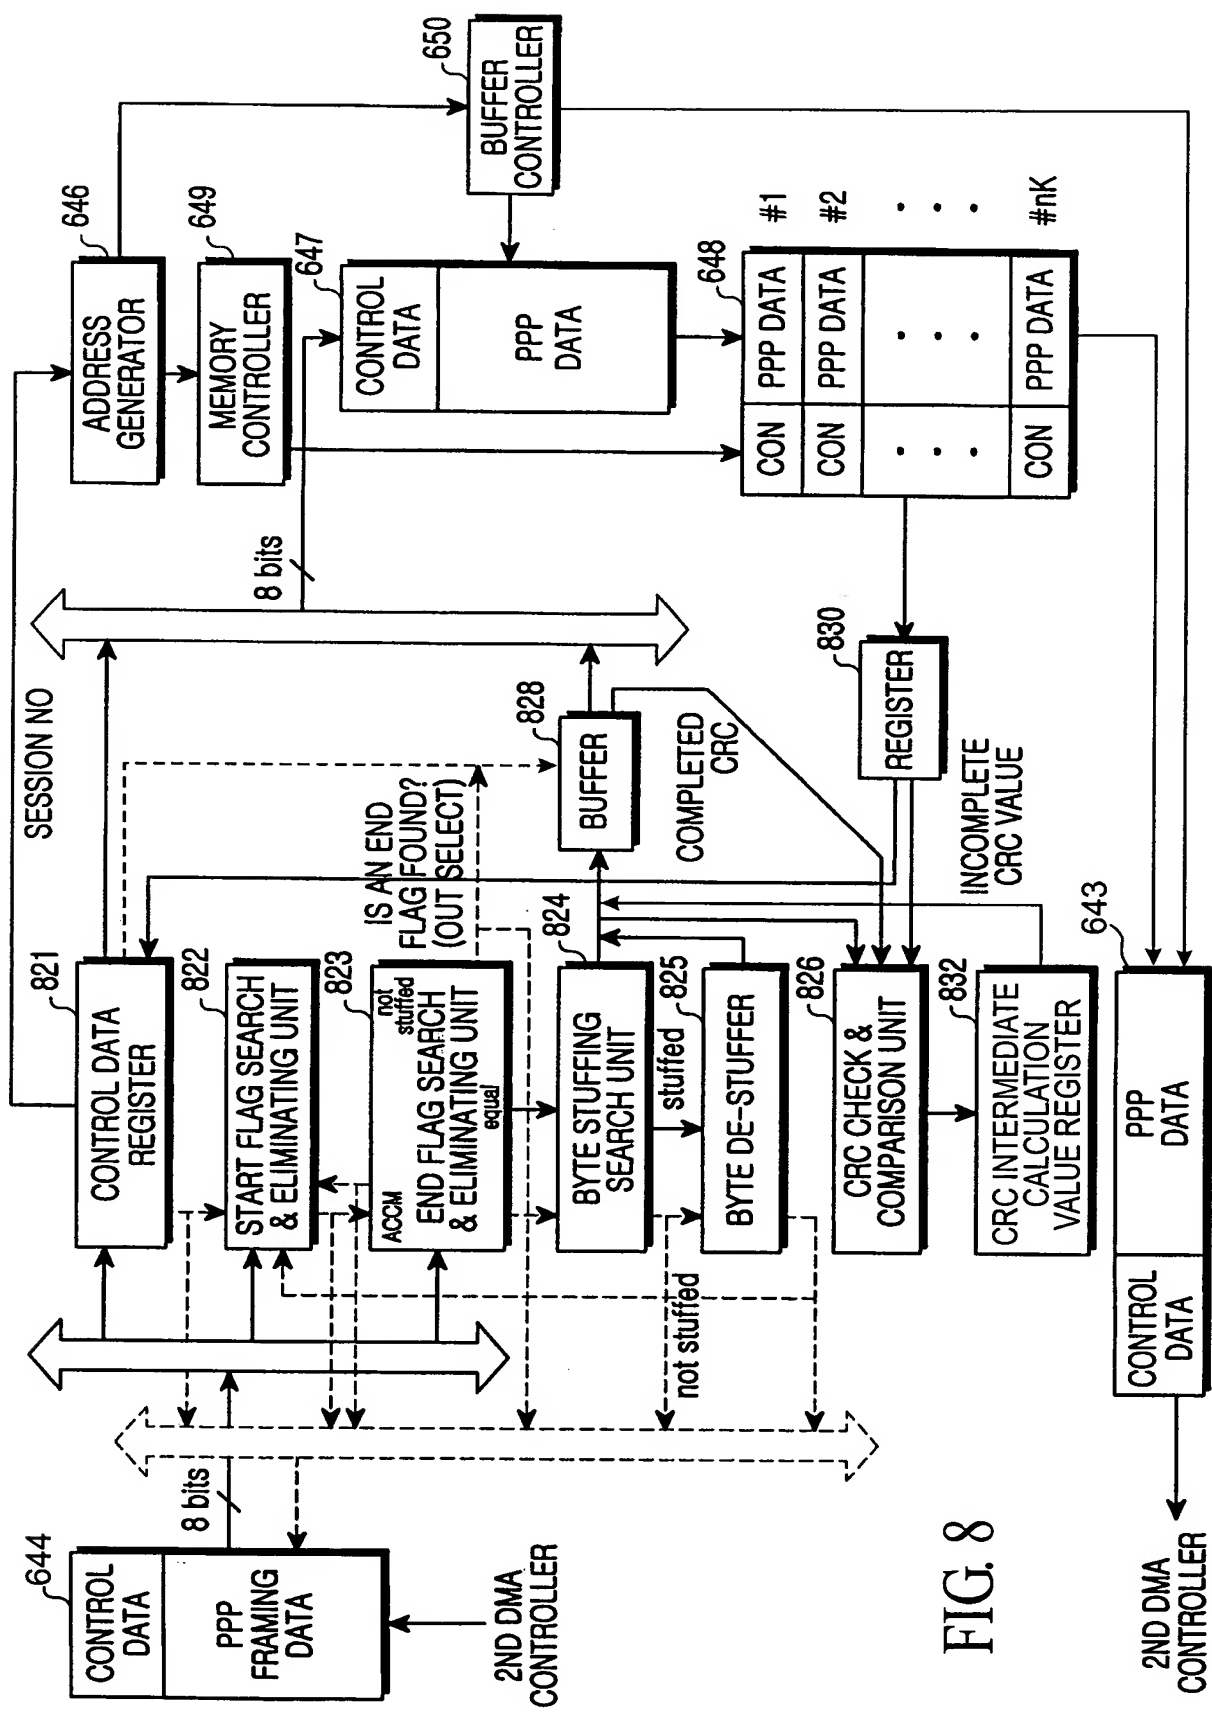 644
CONTROL
DATA
PPP
FRAMING
DATA
2ND DMA
CONTROLLER
8 bits
821
CONTROL DATA
REGISTER
SESSION NO
822
START FLAG SEARCH
& ELIMINATING UNIT
823
ACCM
not
stuffed
END FLAG SEARCH
& ELIMINATING UNIT
equal
IS AN END
FLAG FOUND?
(OUT SELECT)
824
BYTE STUFFING
SEARCH UNIT
stuffed
not stuffed
825
BYTE DE-STUFFER
826
CRC CHECK &
COMPARISON UNIT
832
CRC INTERMEDIATE
CALCULATION
VALUE REGISTER
828
BUFFER
COMPLETED
CRC
830
REGISTER
INCOMPLETE
CRC VALUE
8 bits
646
ADDRESS
GENERATOR
649
MEMORY
CONTROLLER
647
CONTROL
DATA
PPP
DATA
650
BUFFER
CONTROLLER
648
CON PPP DATA #1
CON PPP DATA #2
CON PPP DATA #nK
643
CONTROL
DATA
PPP
DATA
2ND DMA
CONTROLLER
FIG. 8